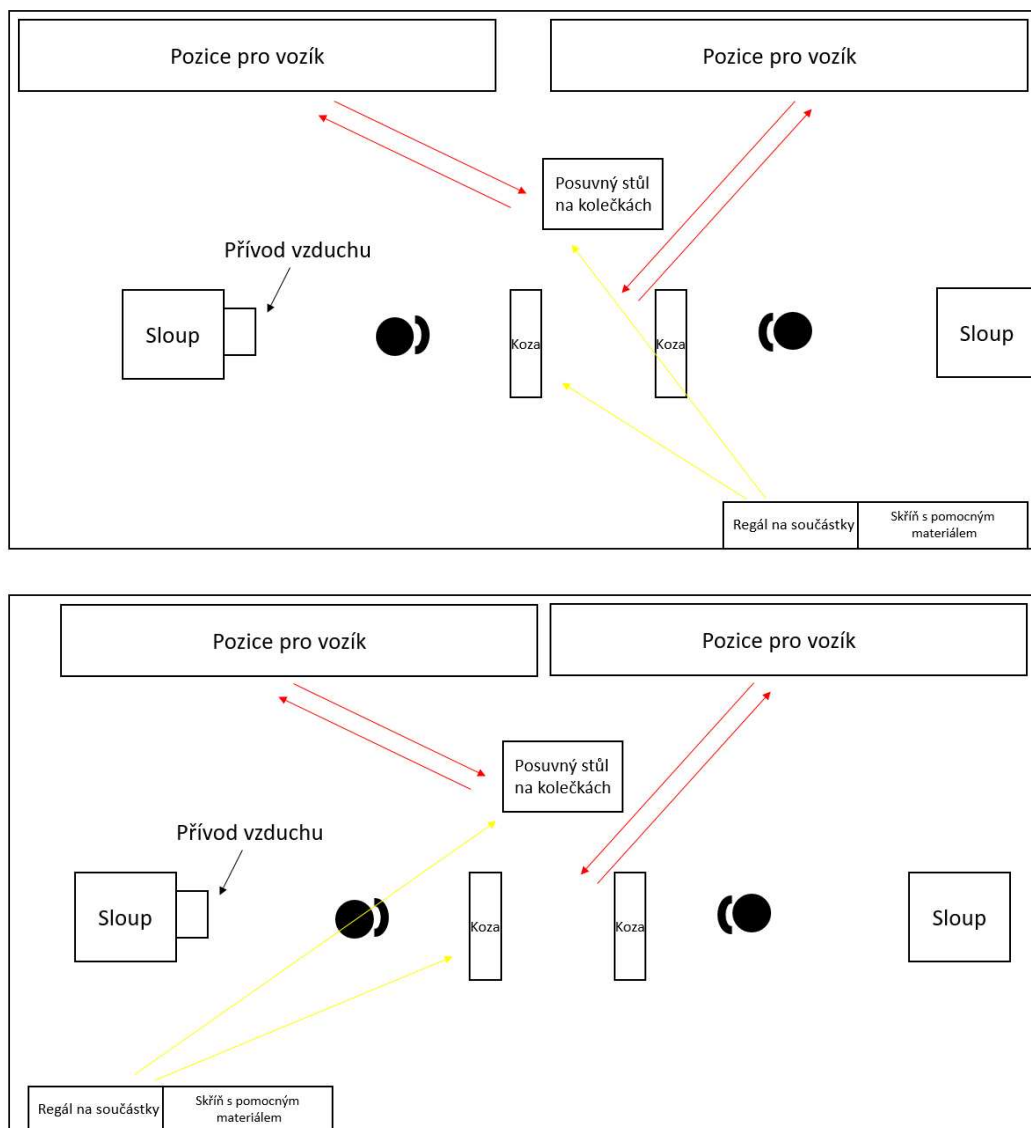 Pozice pro vozík
Pozice pro vozík
Posuvný stůl
na kolečkách
Přívod vzduchu
Sloup
Koza
Koza
Sloup
Regál na součástky
Skříň s pomocným
materiálem
Pozice pro vozík
Pozice pro vozík
Posuvný stůl
na kolečkách
Přívod vzduchu
Sloup
Koza
Koza
Sloup
Regál na součástky
Skříň s pomocným
materiálem